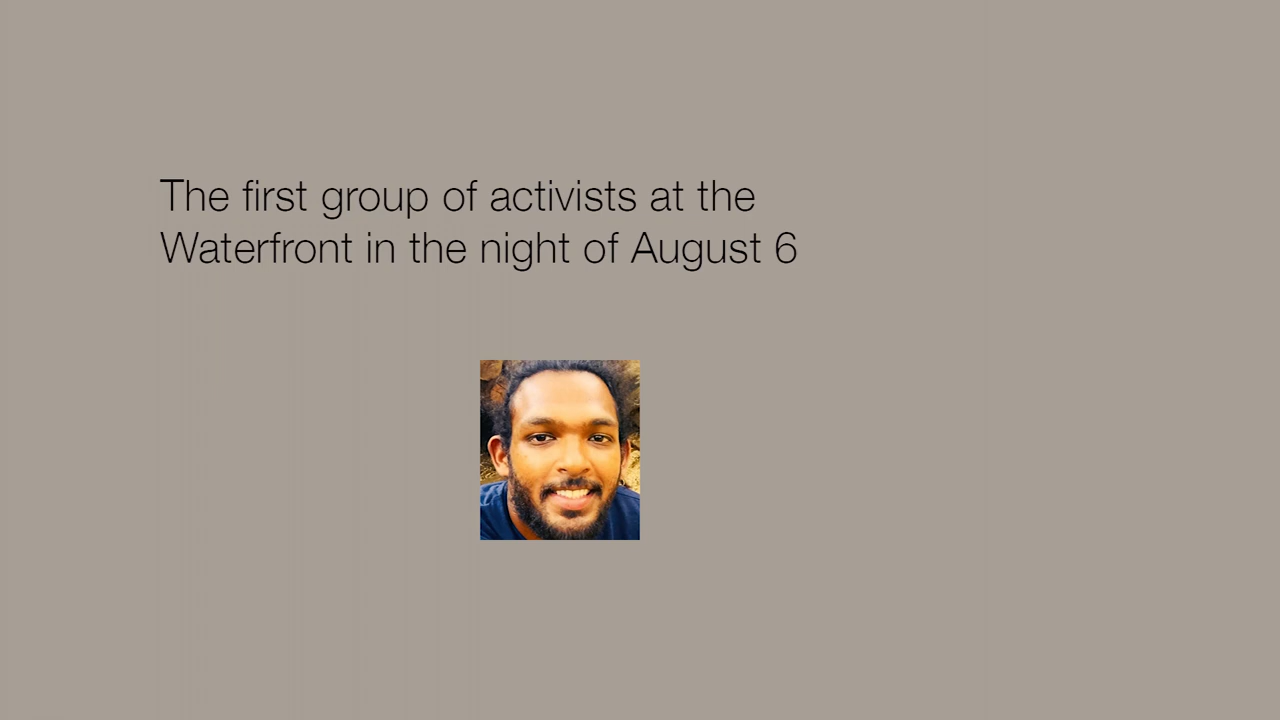 The first group of activists at the
Waterfront in the night of August 6